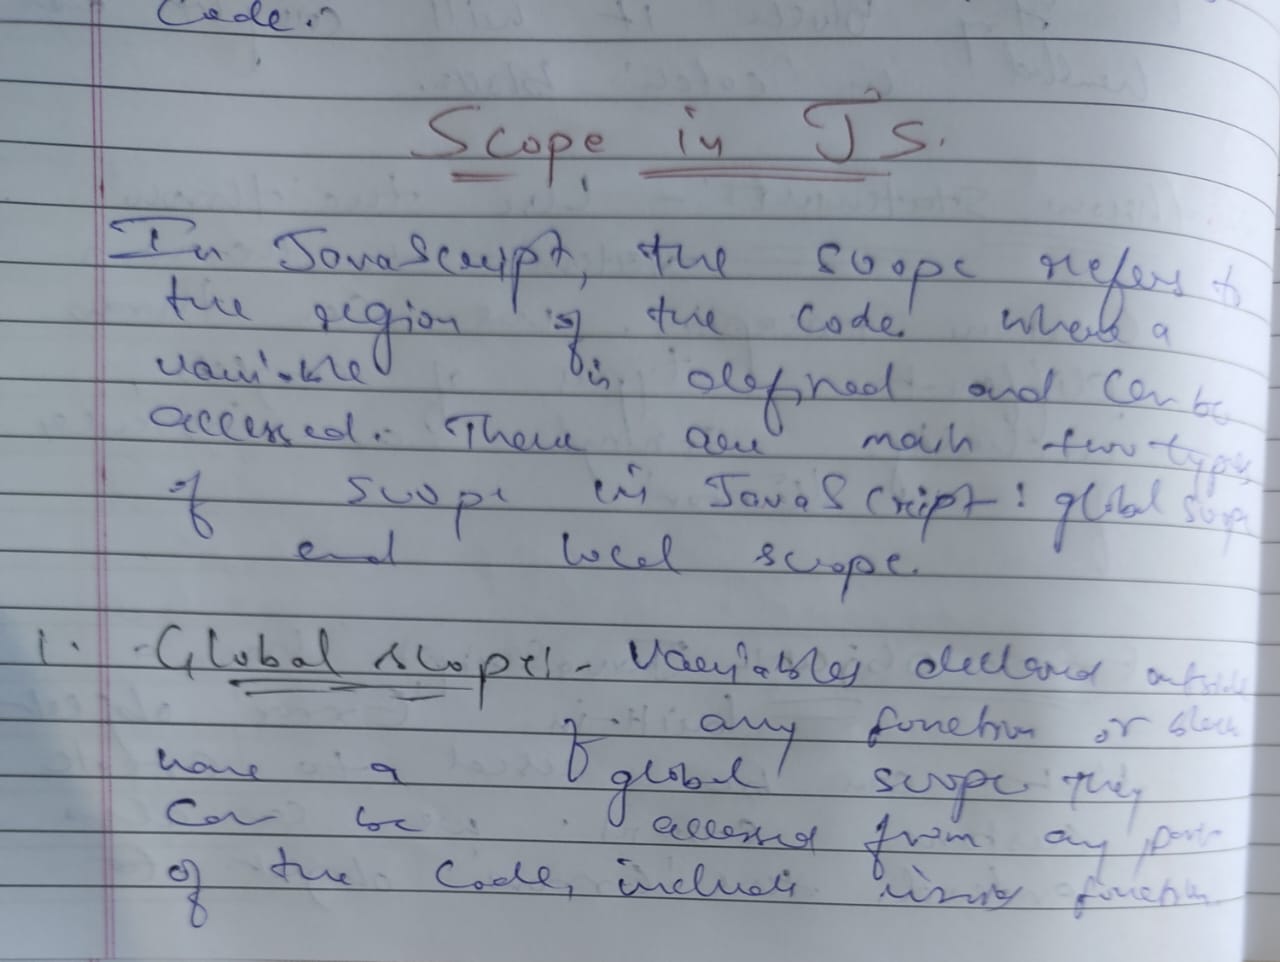 Code.
Scope in JS.
In JavaScript, the scope refers to
the region of the code where a
variable is defined and can be
accessed. There are main two types
of scope in JavaScript: global scope
and local scope.
1. Global scope:- Variables declared outside
of any function or block
have a global scope they
can be accessed from any part
of the code, including function.